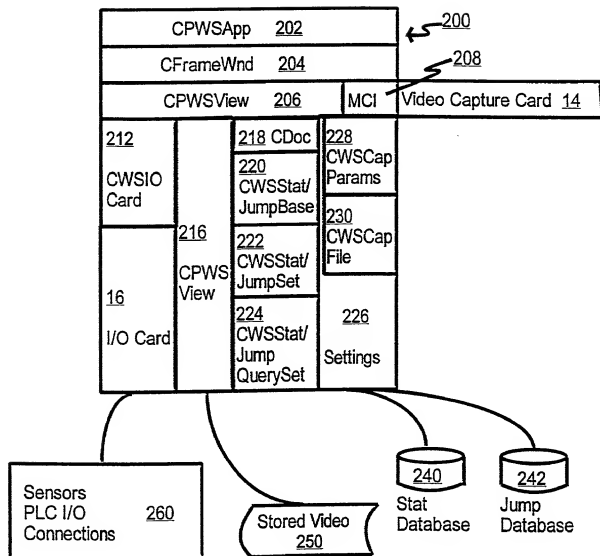 CPWSApp 202
200
CFrameWnd 204
208
CPWSView 206
MCI
Video Capture Card 14
212
CWSIO
Card
216
CPWS
View
218 CDoc
220
CWSStat/
JumpBase
222
CWSStat/
JumpSet
224
CWSStat/
Jump
QuerySet
228
CWSCap
Params
230
CWSCap
File
16
I/O Card
226
Settings
Sensors
PLC I/O
Connections
260
Stored Video
250
240
Stat
Database
242
Jump
Database